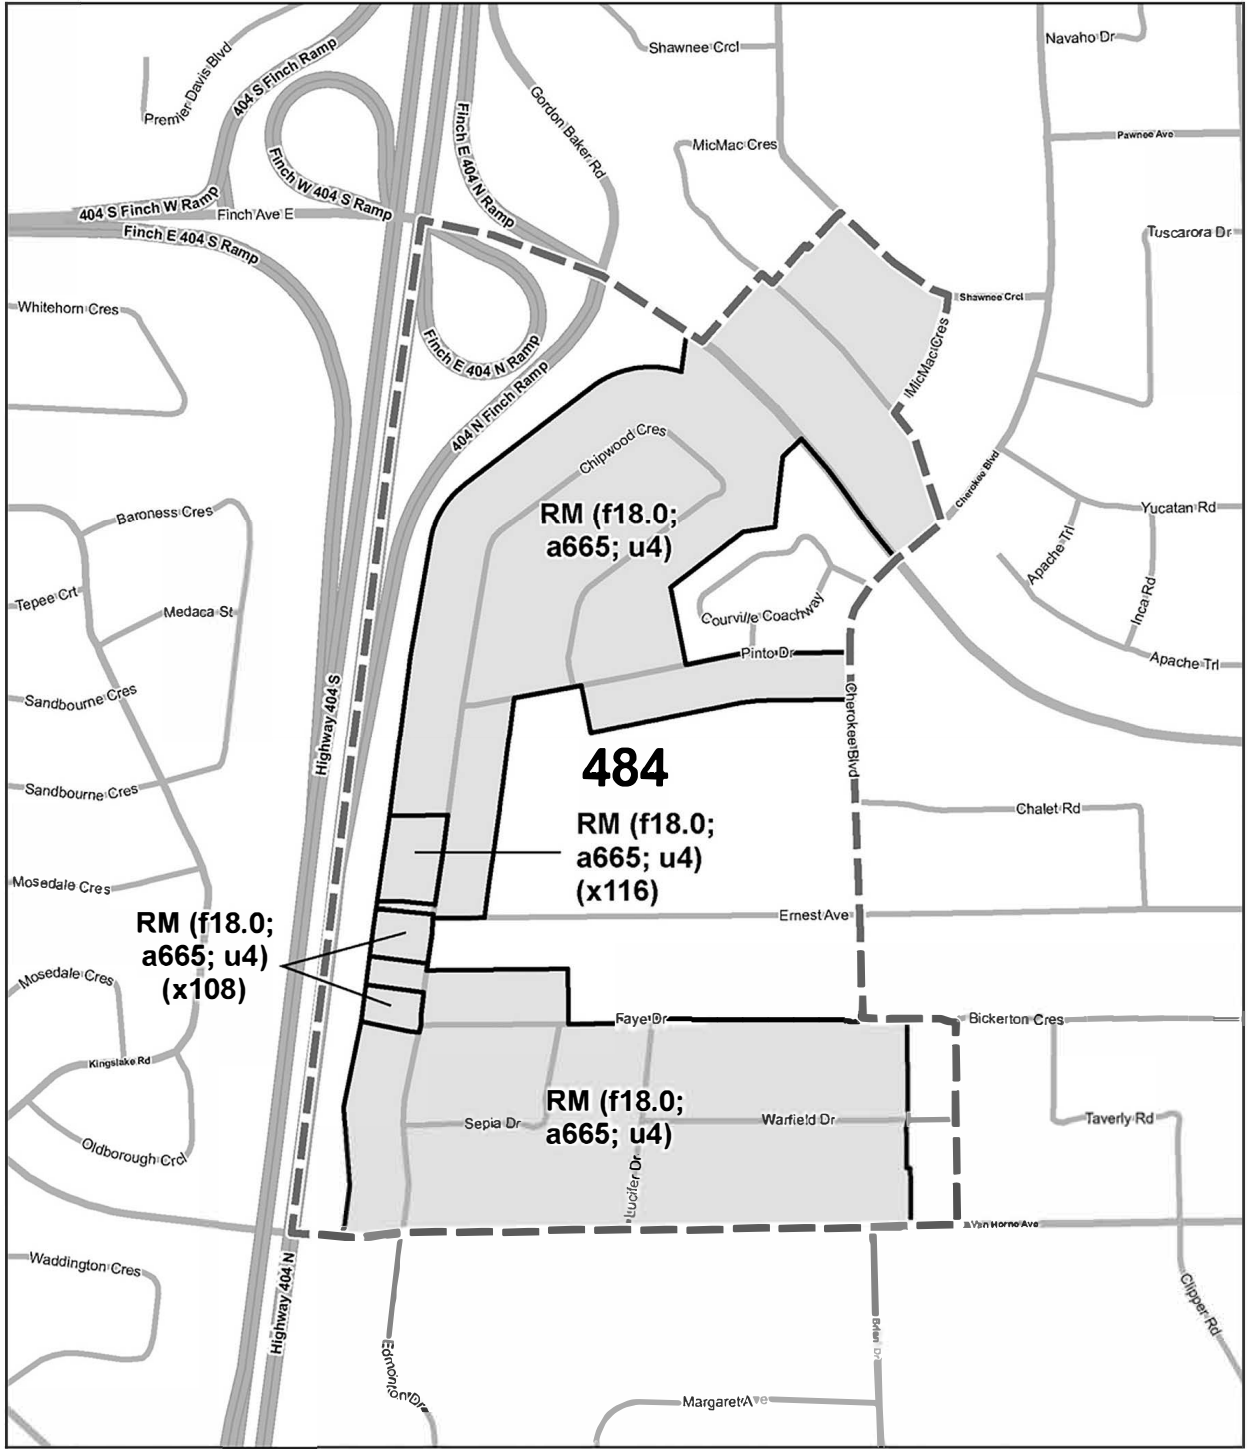 Shawnee Crcl
Navaho Dr
Premier Davis Blvd
404 S Finch Ramp
Gordon Baker Rd
Finch E 404 N Ramp
Pawnee Ave
MicMac Cres
Finch W 404 S Ramp
404 S Finch W Ramp
Finch Ave E
Finch E 404 S Ramp
Tuscarora Dr
Whitehorn Cres
Shawnee Crcl
Finch E 404 N Ramp
MicMac Cres
404 N Finch Ramp
Chipwood Cres
Cherokee Blvd
Baroness Cres
RM (f18.0;
a665; u4)
Yucatan Rd
Apache Trl
Tepee Crt
Medaca St
Courville Coachway
Inca Rd
Pinto Dr
Apache Trl
Sandbourne Cres
Highway 404 S
Cherokee Blvd
484
Sandbourne Cres
Chalet Rd
RM (f18.0;
a665; u4)
(x116)
Mosedale Cres
Ernest Ave
RM (f18.0;
a665; u4)
(x108)
Mosedale Cres
Faye Dr
Bickerton Cres
Kingslake Rd
RM (f18.0;
a665; u4)
Sepia Dr
Warfield Dr
Taverly Rd
Oldborough Crcl
Lucifer Dr
Van Horne Ave
Waddington Cres
Highway 404 N
Clipper Rd
Brian Dr
Edmonton Dr
Margaret Ave